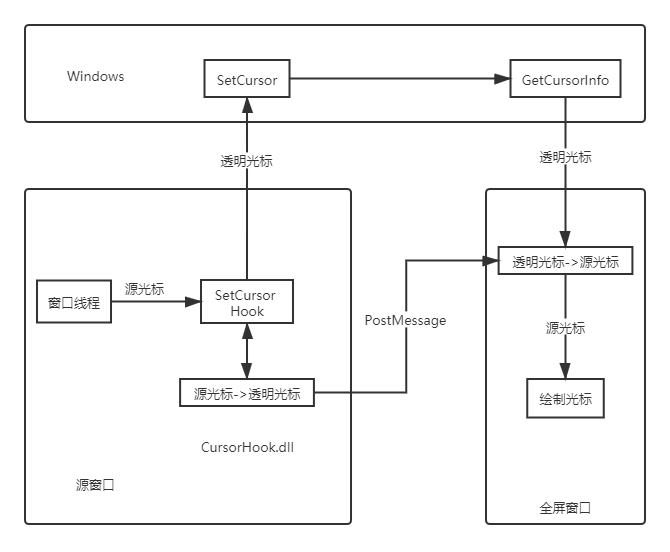 Windows
SetCursor
GetCursorInfo
透明光标
透明光标
透明光标->源光标
源光标
窗口线程
SetCursor
Hook
PostMessage
源光标
源光标->透明光标
绘制光标
CursorHook.dll
源窗口
全屏窗口